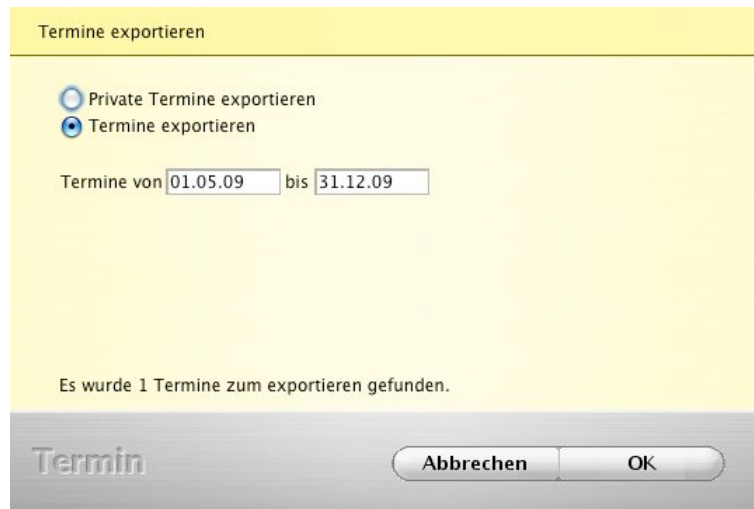 Termine exportieren
Private Termine exportieren
Termine exportieren
Termine von 01.05.09 bis 31.12.09
Es wurde 1 Termine zum exportieren gefunden.
Termin Abbrechen OK